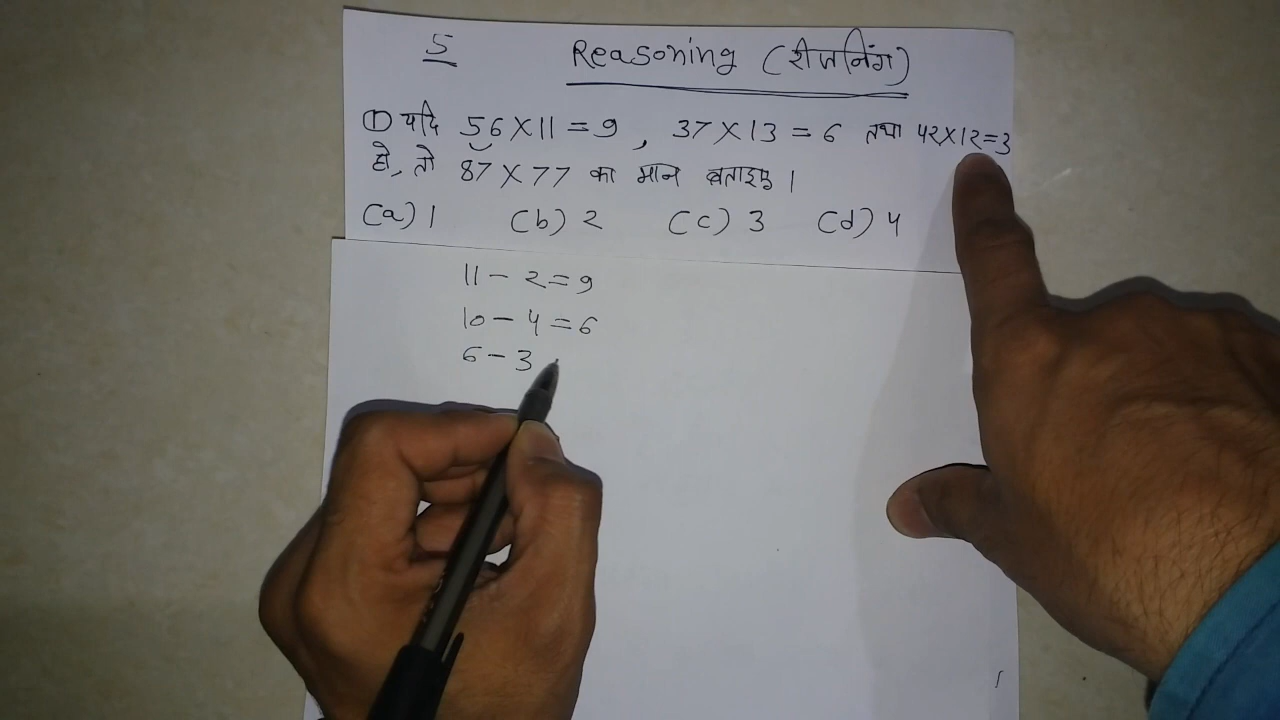 5 Reasoning (रीजनिंग)
① यदि 56×11=9, 37×13=6 तथा 42×12=3
हो, तो 87×77 का मान बताइए।
(a) 1 (b) 2 (c) 3 (d) 4
11-2=9
10-4=6
6-3